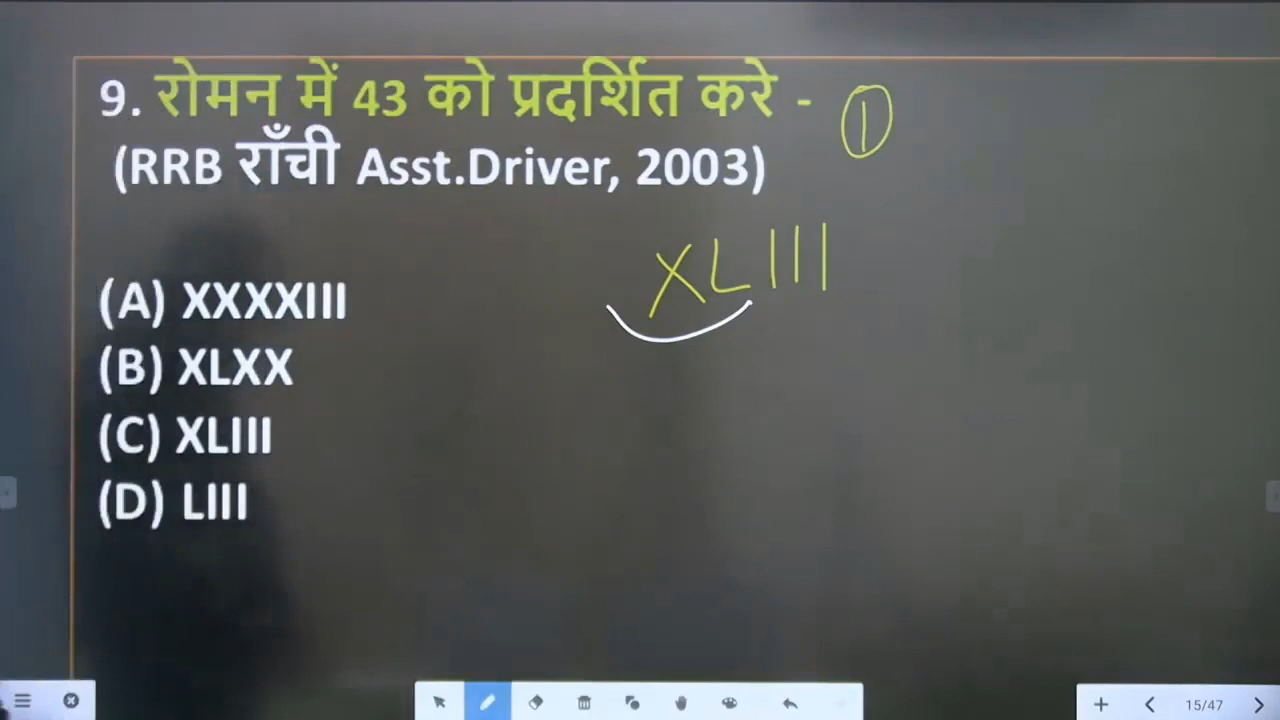 9. रोमन में 43 को प्रदर्शित करे - 1
(RRB राँची Asst.Driver, 2003)
XLIII
(A) XXXXIII
(B) XLXX
(C) XLIII
(D) LIII
15/47